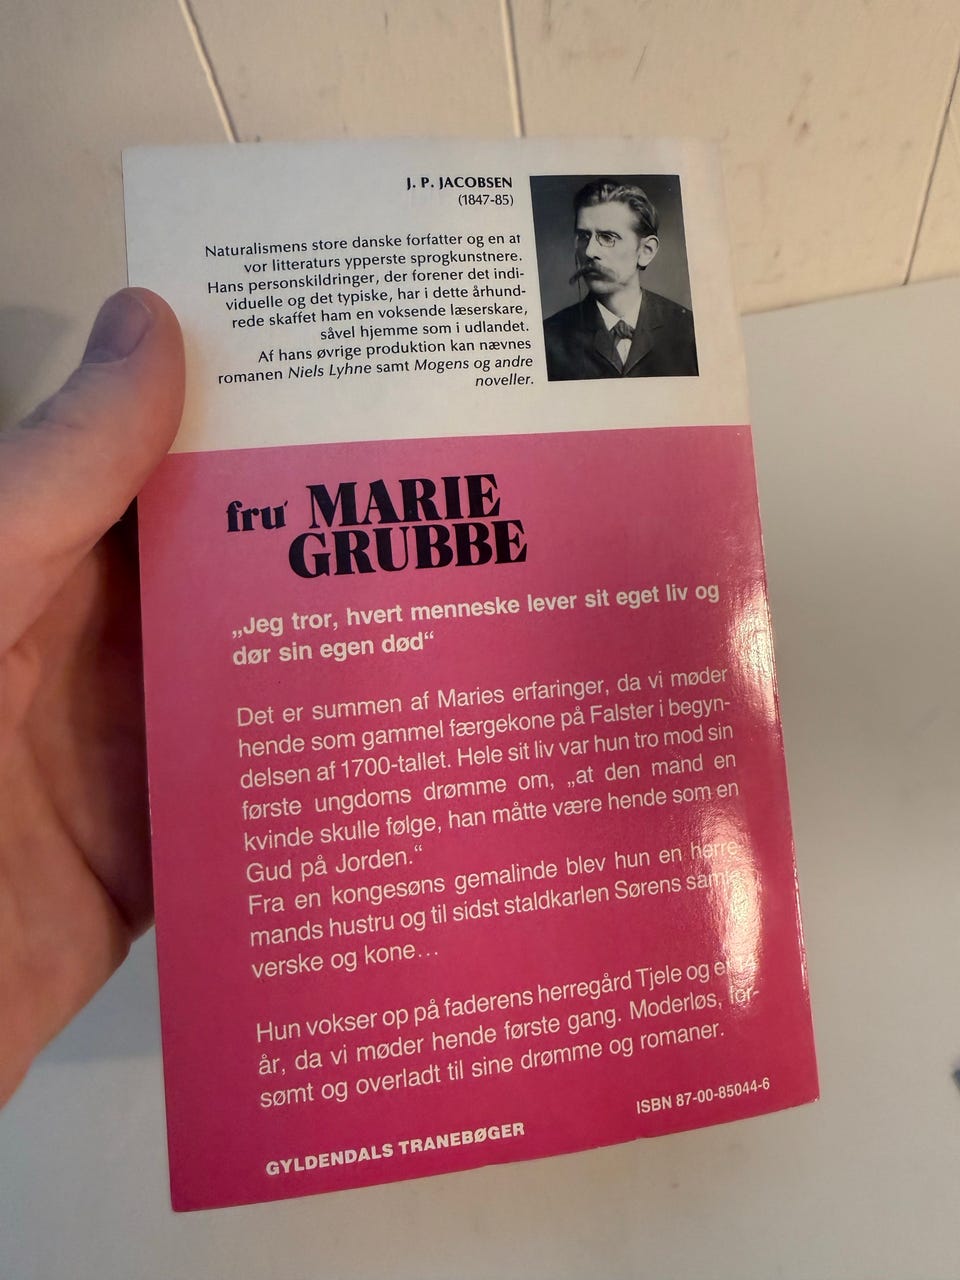 J. P. JACOBSEN
(1847-85)
Naturalismens store danske forfatter og en af
vor litteraturs ypperste sprogkunstnere.
Hans personskildringer, der forener det indi-
viduelle og det typiske, har i dette århund-
rede skaffet ham en voksende læserskare,
såvel hjemme som i udlandet.
Af hans øvrige produktion kan nævnes
romanen Niels Lyhne samt Mogens og andre
noveller.
fru MARIE
GRUBBE
„Jeg tror, hvert menneske lever sit eget liv og
dør sin egen død“
Det er summen af Maries erfaringer, da vi møder
hende som gammel færgekone på Falster i begyn-
delsen af 1700-tallet. Hele sit liv var hun tro mod sin
første ungdoms drømme om, „at den mand en
kvinde skulle følge, han måtte være hende som en
Gud på Jorden.“
Fra en kongesøns gemalinde blev hun en herre-
mands hustru og til sidst staldkarlen Sørens
verske og kone...
Hun vokser op på faderens herregård Tjele og er
år, da vi møder hende første gang. Moderløs, for-
sømt og overladt til sine drømme og romaner.
ISBN 87-00-85044-6
GYLDENDALS TRANEBØGER